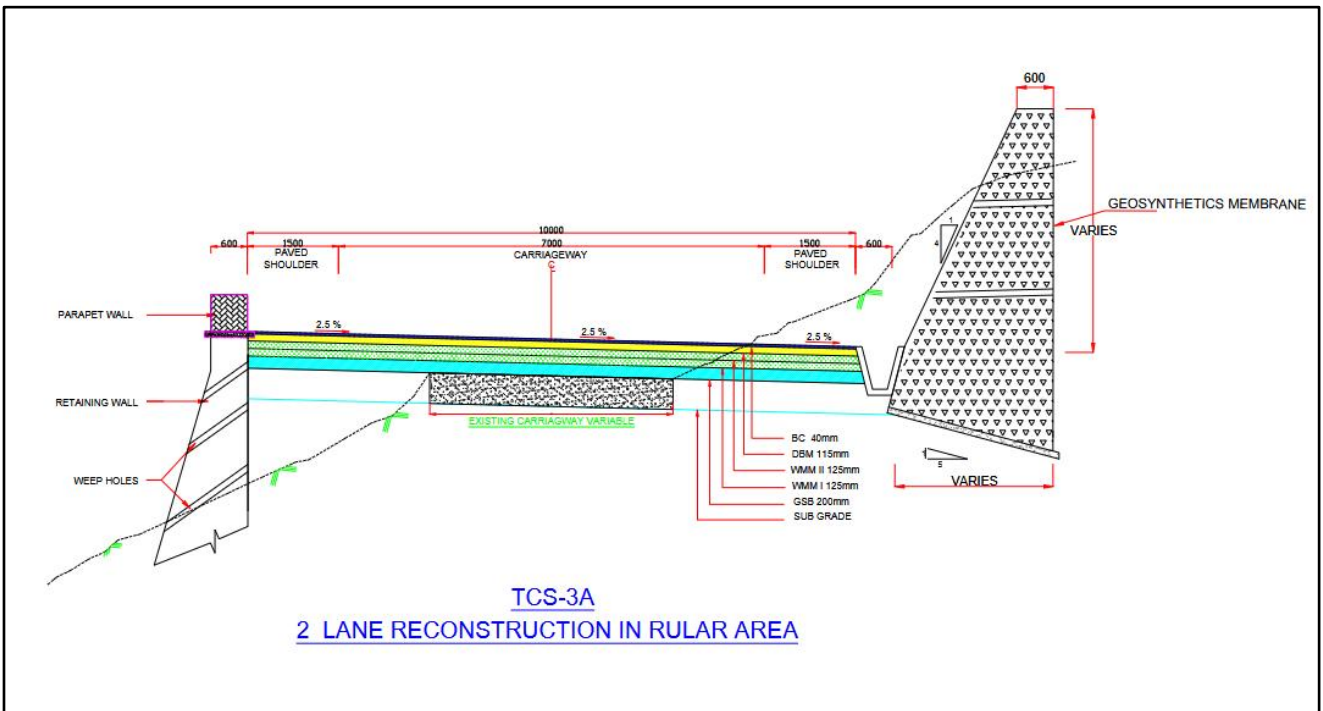 600
GEOSYNTHETICS MEMBRANE
VARIES
1
4
10000
600
1500
7000
1500
600
PAVED
SHOULDER
CARRIAGEWAY
PAVED
SHOULDER
PARAPET WALL
2.5 %
2.5 %
2.5 %
RETAINING WALL
EXISTING CARRIAGWAY VARIABLE
WEEP HOLES
BC 40mm
DBM 115mm
WMM II 125mm
WMM I 125mm
GSB 200mm
SUB GRADE
1
5
VARIES
TCS-3A
2 LANE RECONSTRUCTION IN RULAR AREA